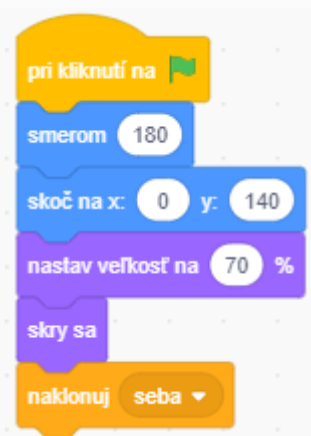 pri kliknutí na
smerom 180
skoč na x: 0 y: 140
nastav veľkosť na 70 %
skry sa
naklonuj seba